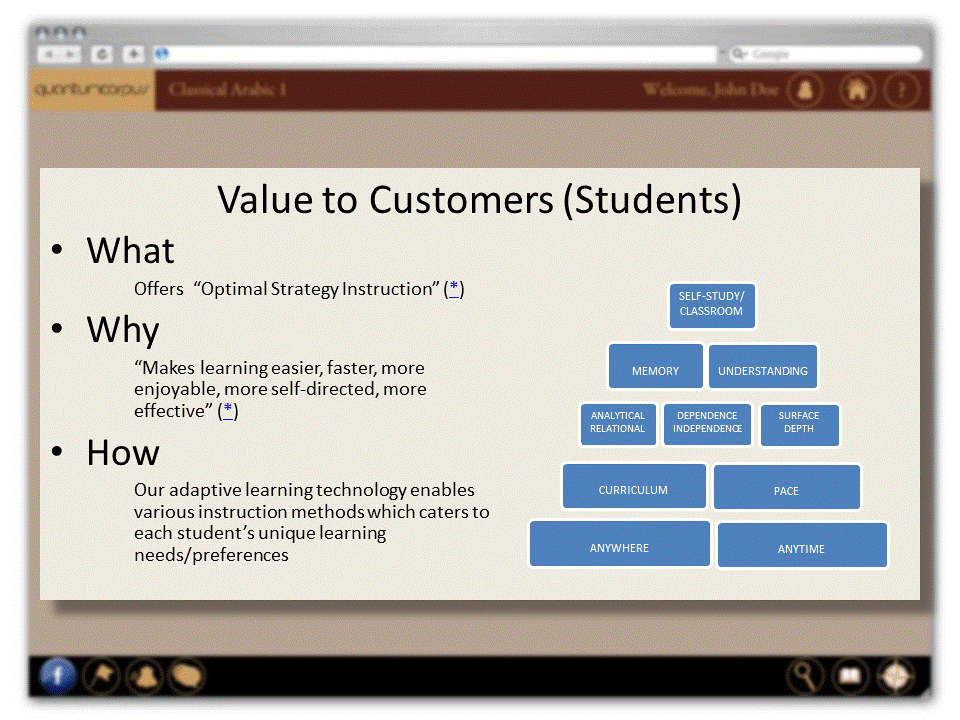 Google
quantumcorpus
Classical Arabic I
Welcome, John Doe
?
Value to Customers (Students)
• What
Offers “Optimal Strategy Instruction” (*)
• Why
“Makes learning easier, faster, more
enjoyable, more self-directed, more
effective” (*)
• How
Our adaptive learning technology enables
various instruction methods which caters to
each student’s unique learning
needs/preferences
SELF-STUDY/
CLASSROOM
MEMORY
UNDERSTANDING
ANALYTICAL
RELATIONAL
DEPENDENCE
INDEPENDENCE
SURFACE
DEPTH
CURRICULUM
PACE
ANYWHERE
ANYTIME
f